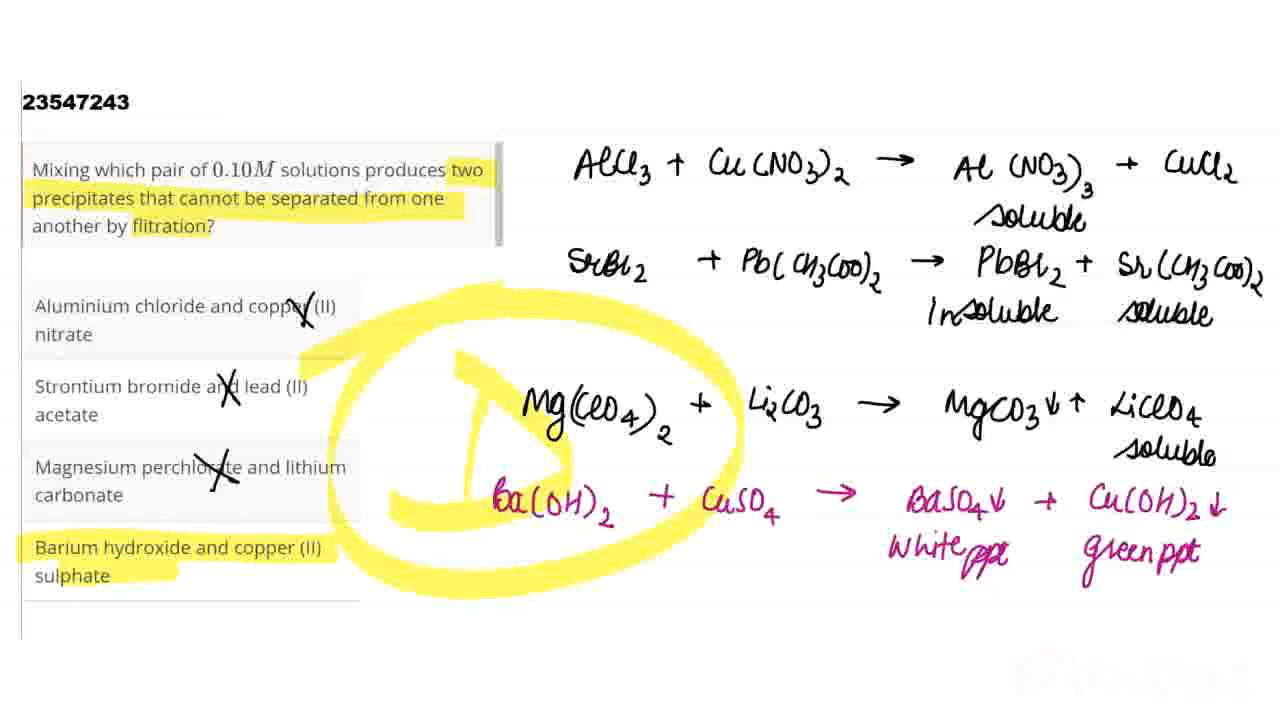 23547243
Mixing which pair of 0.10M solutions produces two
precipitates that cannot be separated from one
another by flitration?
Aluminium chloride and copper (II)
nitrate
Strontium bromide and lead (II)
acetate
Magnesium perchlorate and lithium
carbonate
Barium hydroxide and copper (II)
sulphate
AlCl3 + Cu(NO3)2 → Al(NO3)3 + CuCl2
soluble
SrBr2 + Pb(CH3COO)2 → PbBr2 + Sr(CH3COO)2
Insoluble soluble
Mg(ClO4)2 + Li2CO3 → MgCO3↓ + LiClO4
soluble
Ba(OH)2 + CuSO4 → BaSO4↓ + Cu(OH)2↓
White ppt green ppt
D